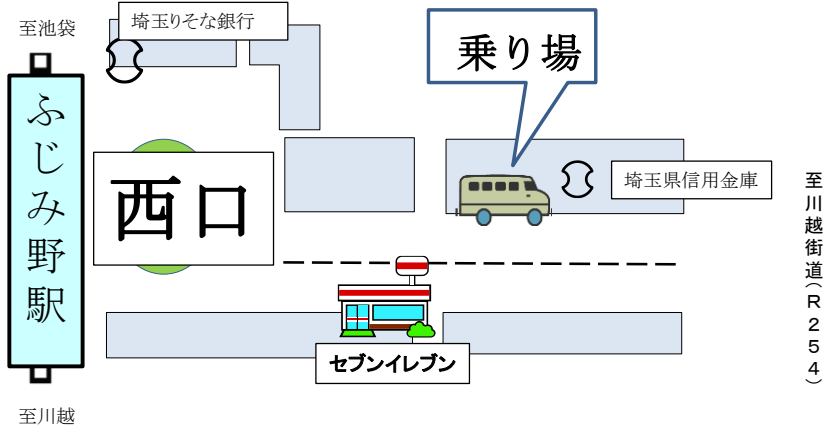 至池袋
埼玉りそな銀行
乗り場
ふじみ野駅
西口
埼玉県信用金庫
至川越街道（R254）
セブンイレブン
至川越